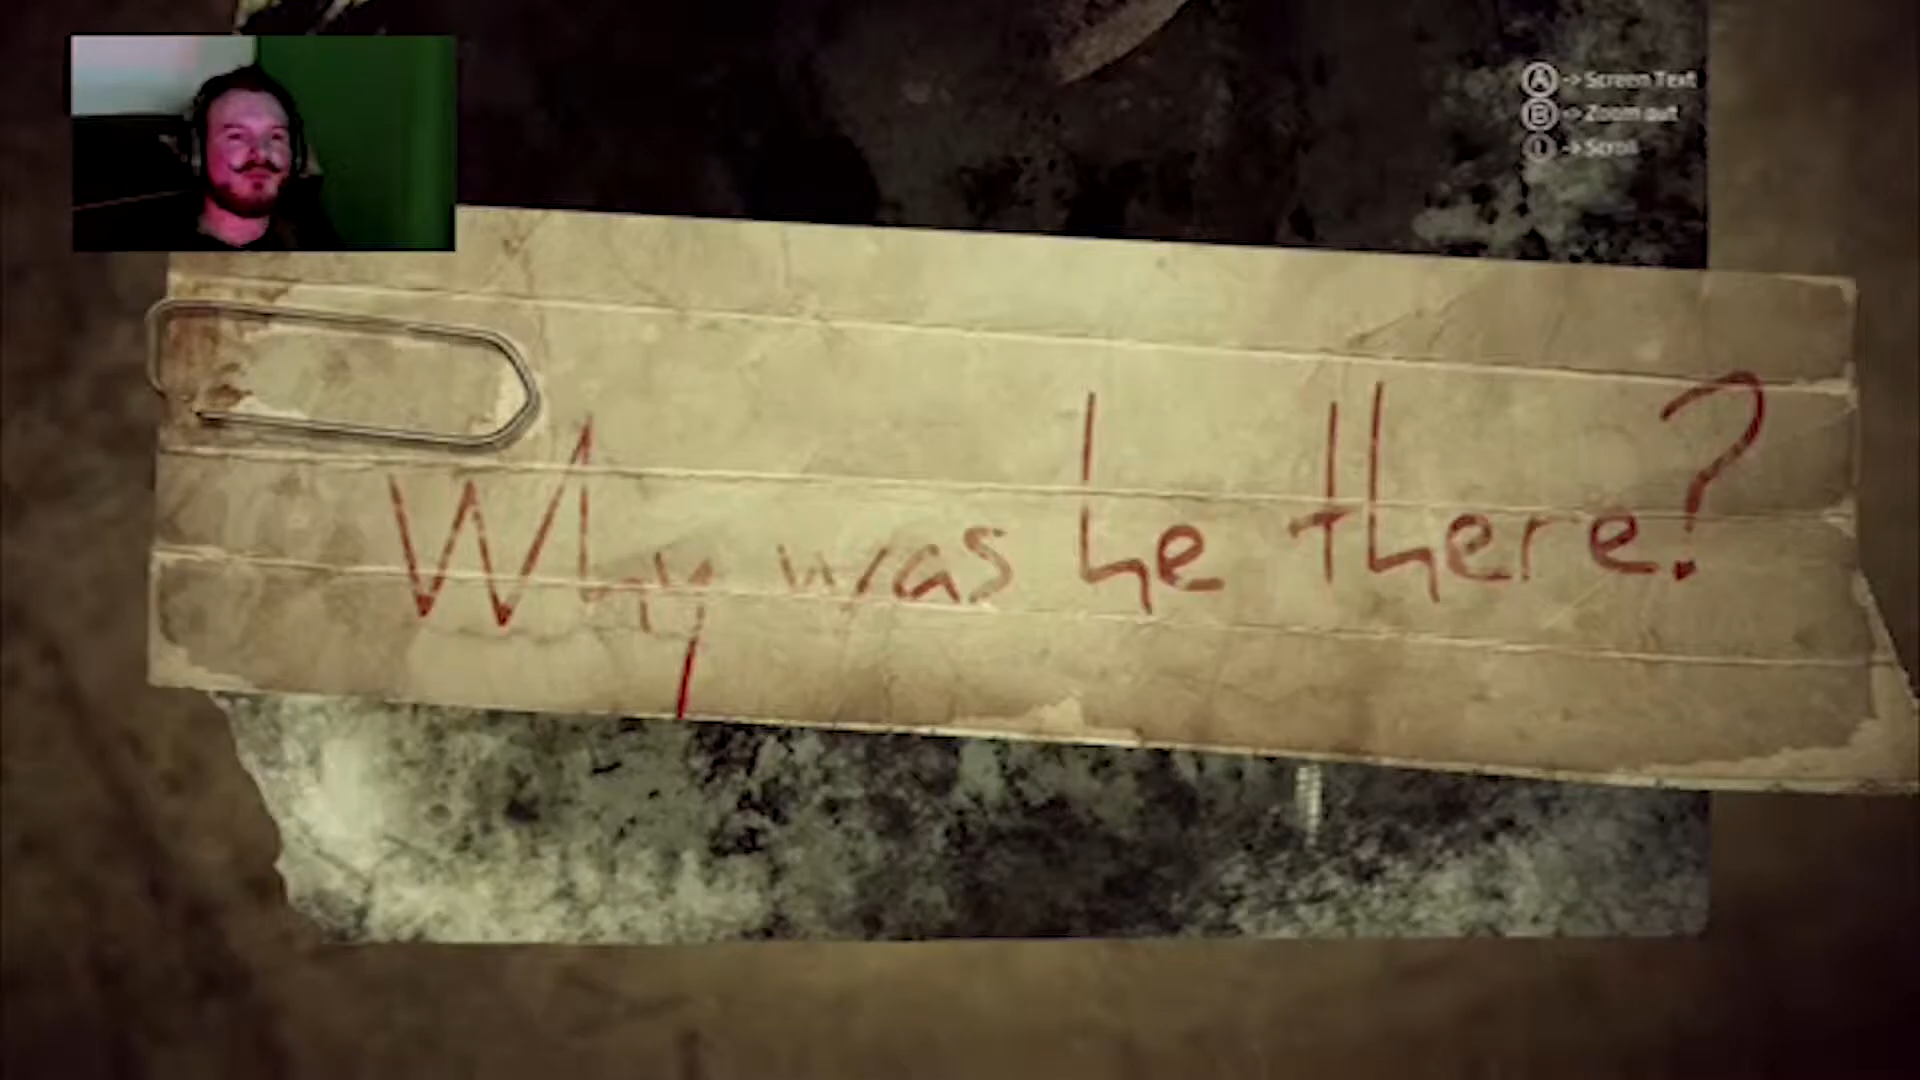 A -> Screen Text
B -> Zoom out
L -> Scroll
Why was he there?